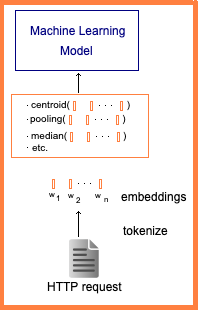 Machine Learning
Model
· centroid( ▯ ▯ · · · ▯ )
· pooling( ▯ ▯ · · · ▯ )
· median( ▯ ▯ · · · ▯ )
· etc.
▯ ▯ · · · ▯
w1 w2 wn embeddings
tokenize
HTTP request